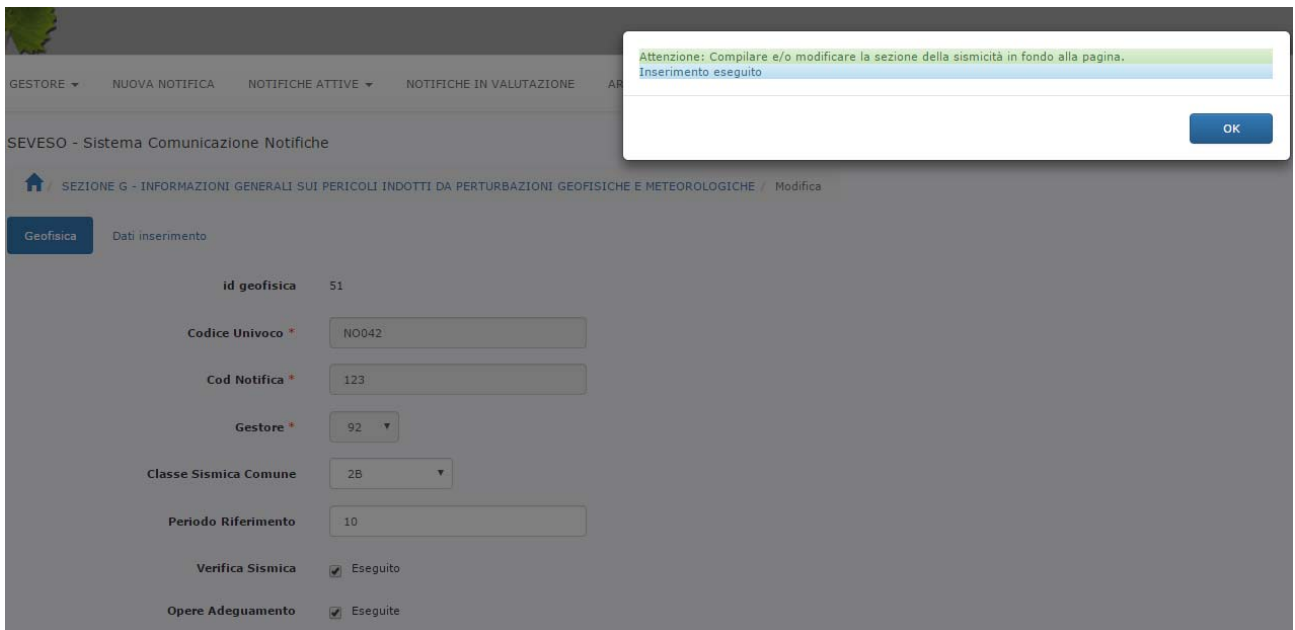 Attenzione: Compilare e/o modificare la sezione della sismicità in fondo alla pagina.
Inserimento eseguito
OK
GESTORE NUOVA NOTIFICA NOTIFICHE ATTIVE NOTIFICHE IN VALUTAZIONE
SEVESO - Sistema Comunicazione Notifiche
/ SEZIONE G - INFORMAZIONI GENERALI SUI PERICOLI INDOTTI DA PERTURBAZIONI GEOFISICHE E METEOROLOGICHE / Modifica
Geofisica Dati inserimento
id geofisica 51
Codice Univoco * NO042
Cod Notifica * 123
Gestore * 92
Classe Sismica Comune 2B
Periodo Riferimento 10
Verifica Sismica Eseguito
Opere Adeguamento Eseguite